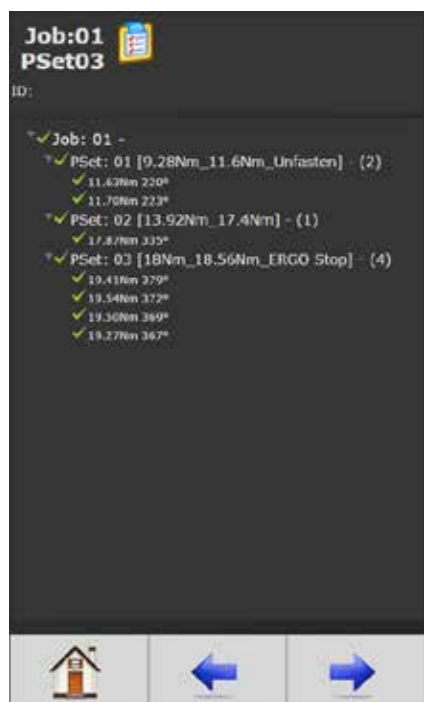 Job:01
PSet03
ID:
Job: 01 -
PSet: 01 [9.28Nm_11.6Nm_Unfasten] - (2)
11.63Nm 220°
11.70Nm 223°
PSet: 02 [13.92Nm_17.4Nm] - (1)
17.87Nm 335°
PSet: 03 [18Nm_18.56Nm_ERGO Stop] - (4)
19.41Nm 379°
19.54Nm 372°
19.50Nm 369°
19.27Nm 367°